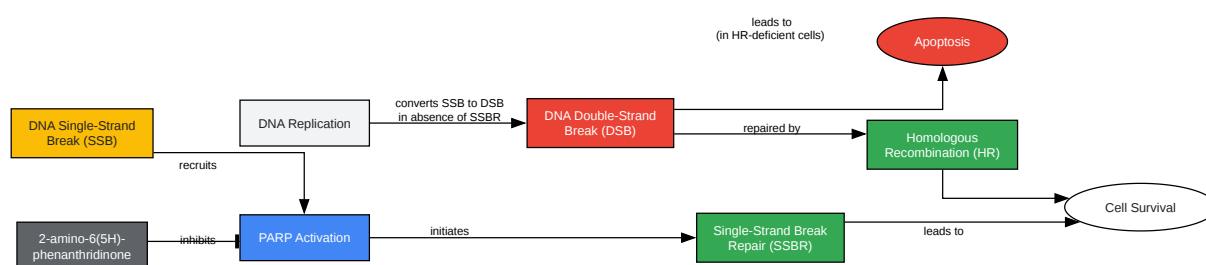 leads to
(in HR-deficient cells)
Apoptosis
DNA Single-Strand
Break (SSB)
DNA Replication
converts SSB to DSB
in absence of SSBR
DNA Double-Strand
Break (DSB)
repaired by
Homologous
Recombination (HR)
recruits
Cell Survival
2-amino-6(5H)-
phenanthridinone
inhibits
PARP Activation
initiates
Single-Strand Break
Repair (SSBR)
leads to